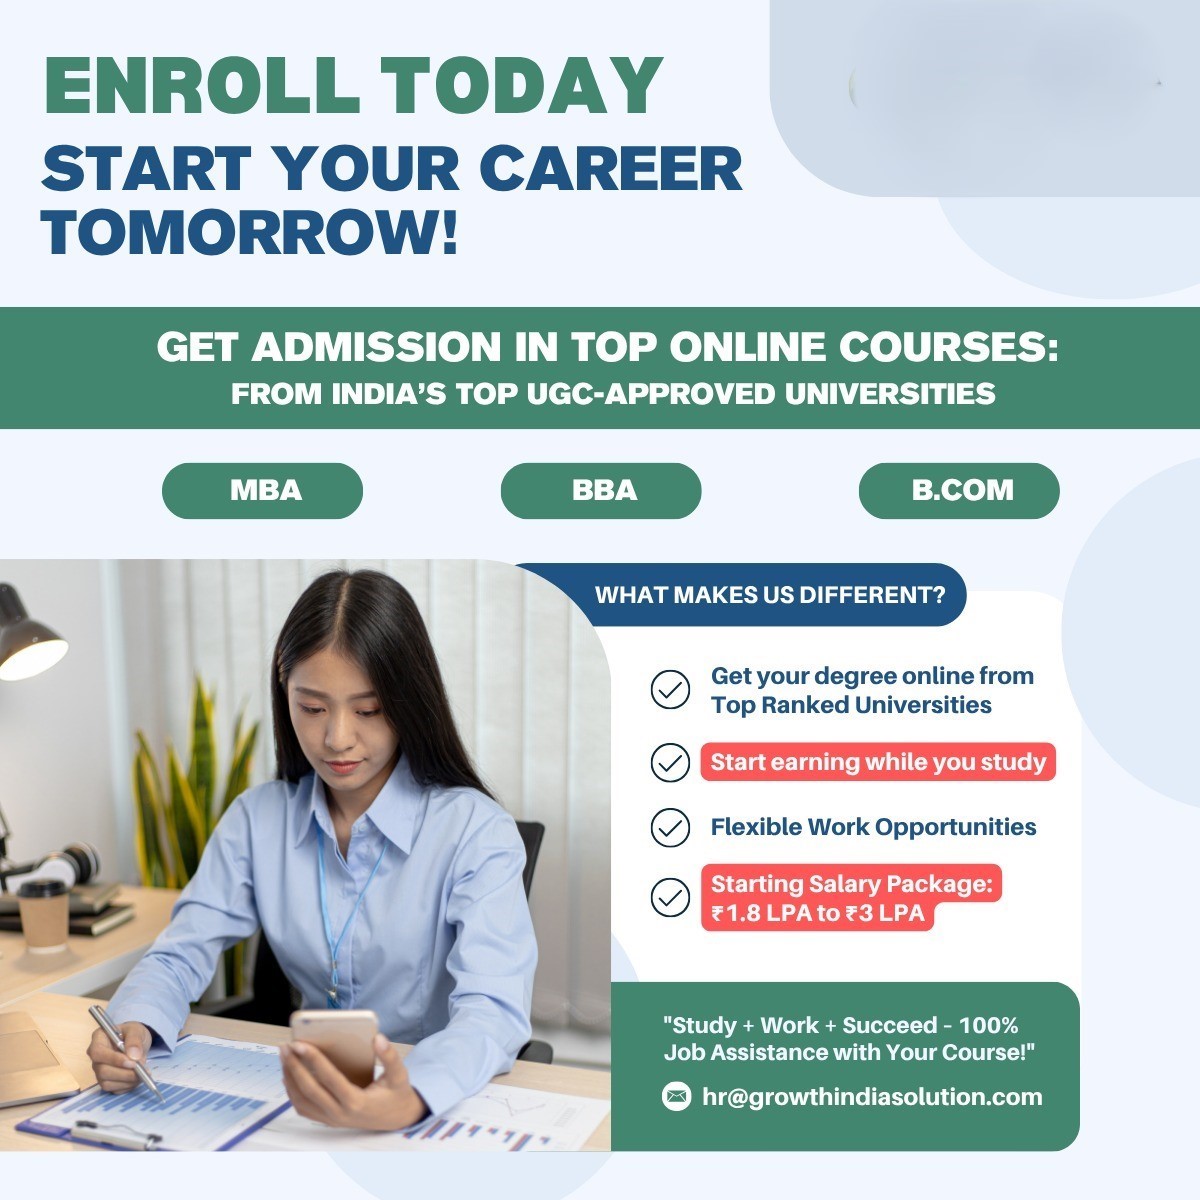 ENROLL TODAY
START YOUR CAREER
TOMORROW!
GET ADMISSION IN TOP ONLINE COURSES:
FROM INDIA'S TOP UGC-APPROVED UNIVERSITIES
MBA
BBA
B.COM
WHAT MAKES US DIFFERENT?
Get your degree online from
Top Ranked Universities
Start earning while you study
Flexible Work Opportunities
Starting Salary Package:
₹1.8 LPA to ₹3 LPA
"Study + Work + Succeed – 100%
Job Assistance with Your Course!"
hr@growthindiasolution.com